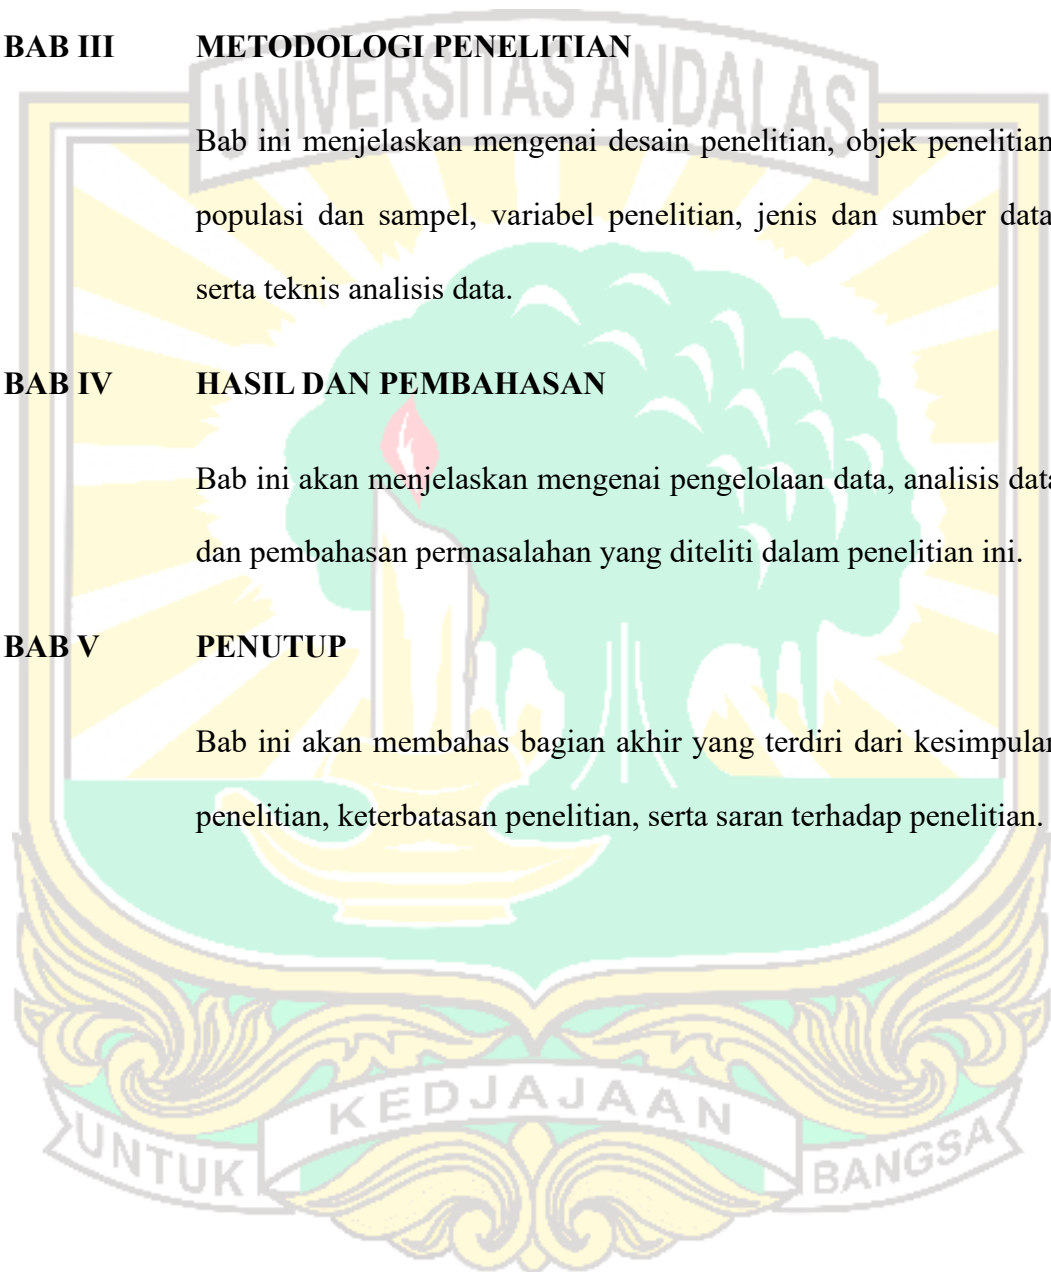 BAB III METODOLOGI PENELITIAN
UNIVERSITAS ANDALAS
Bab ini menjelaskan mengenai desain penelitian, objek penelitian
populasi dan sampel, variabel penelitian, jenis dan sumber data
serta teknis analisis data.
BAB IV HASIL DAN PEMBAHASAN
Bab ini akan menjelaskan mengenai pengelolaan data, analisis data
dan pembahasan permasalahan yang diteliti dalam penelitian ini.
BAB V PENUTUP
Bab ini akan membahas bagian akhir yang terdiri dari kesimpulan
penelitian, keterbatasan penelitian, serta saran terhadap penelitian.
UNTUK KEDJAJAAN BANGSA